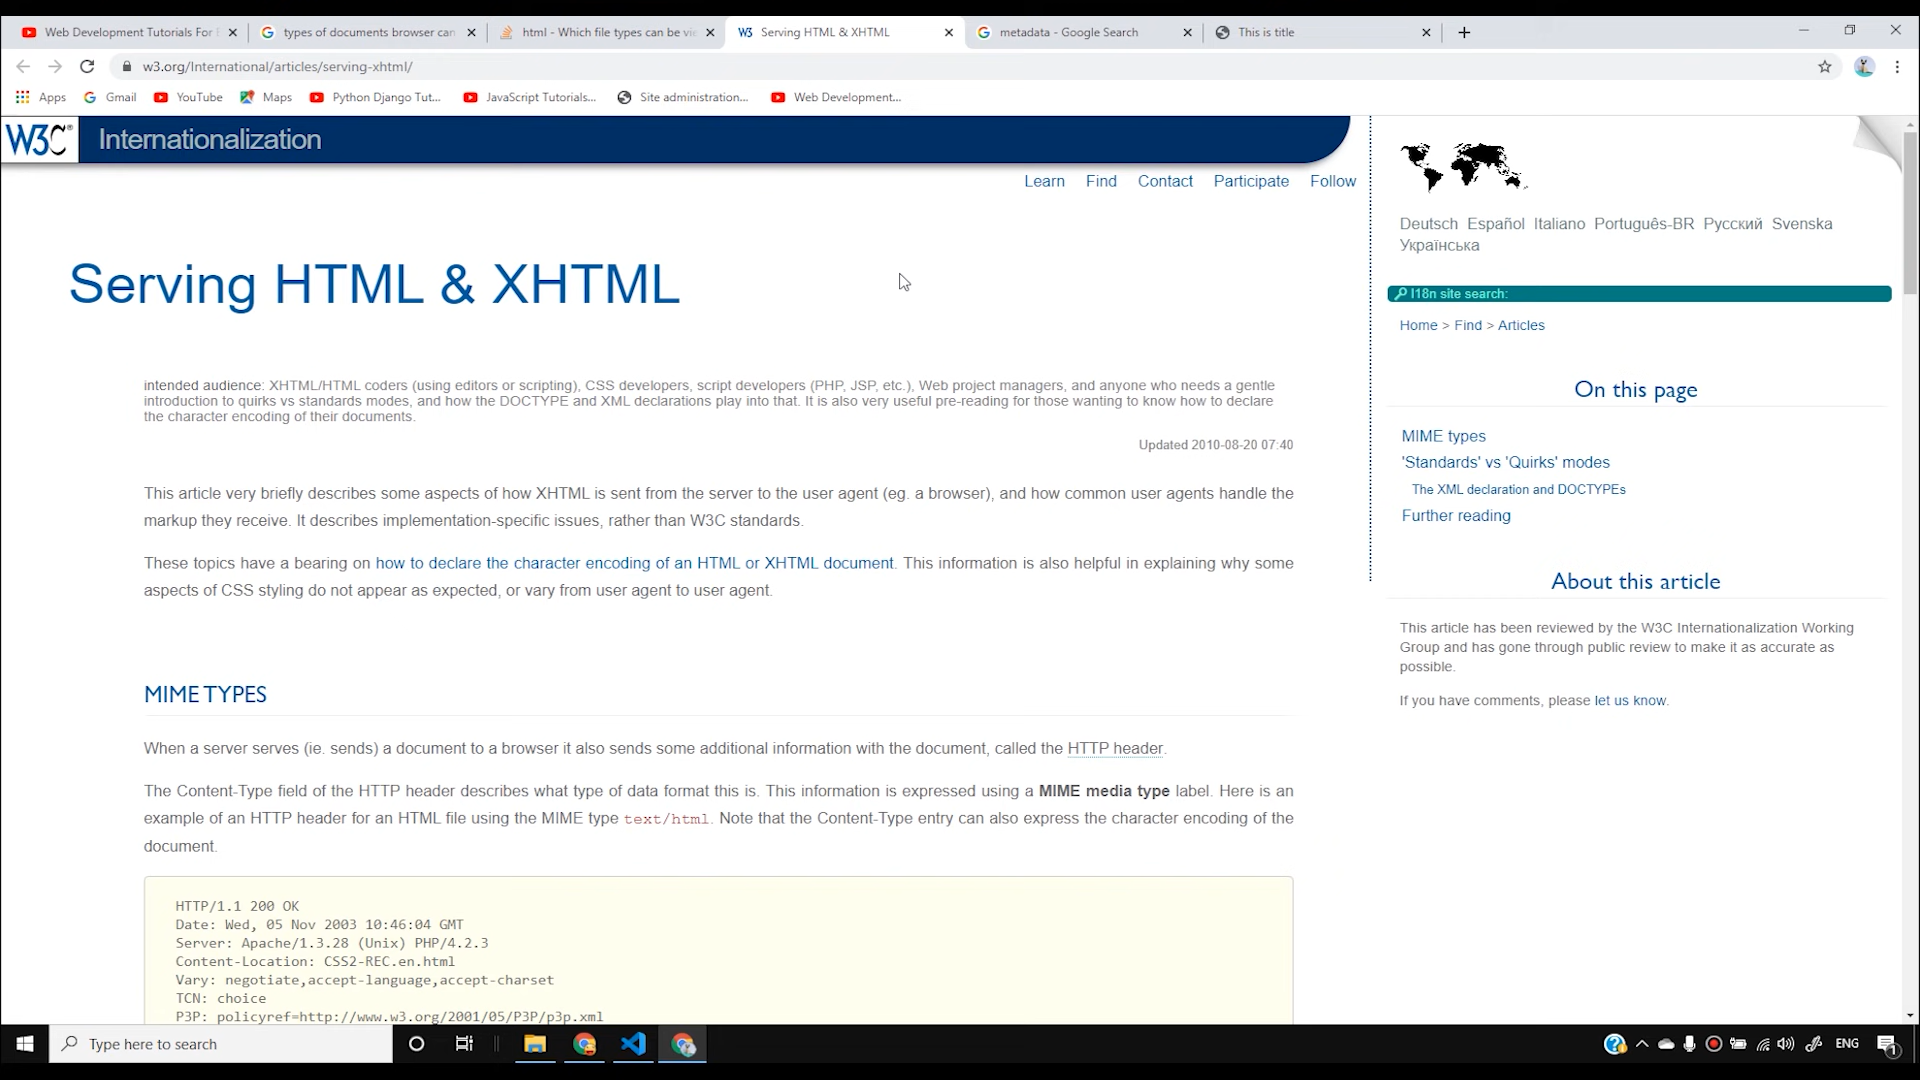 Web Development Tutorials For
types of documents browser can
html - Which file types can be vi
Serving HTML & XHTML
metadata - Google Search
This is title
w3.org/International/articles/serving-xhtml/
Apps
Gmail
YouTube
Maps
Python Django Tut...
JavaScript Tutorials...
Site administration...
Web Development...
W3C® Internationalization
Learn Find Contact Participate Follow
Serving HTML & XHTML
intended audience: XHTML/HTML coders (using editors or scripting), CSS developers, script developers (PHP, JSP, etc.), Web project managers, and anyone who needs a gentle
introduction to quirks vs standards modes, and how the DOCTYPE and XML declarations play into that. It is also very useful pre-reading for those wanting to know how to declare
the character encoding of their documents.
Updated 2010-08-20 07:40
This article very briefly describes some aspects of how XHTML is sent from the server to the user agent (eg. a browser), and how common user agents handle the
markup they receive. It describes implementation-specific issues, rather than W3C standards.
These topics have a bearing on how to declare the character encoding of an HTML or XHTML document. This information is also helpful in explaining why some
aspects of CSS styling do not appear as expected, or vary from user agent to user agent.
MIME TYPES
When a server serves (ie. sends) a document to a browser it also sends some additional information with the document, called the HTTP header.
The Content-Type field of the HTTP header describes what type of data format this is. This information is expressed using a MIME media type label. Here is an
example of an HTTP header for an HTML file using the MIME type text/html. Note that the Content-Type entry can also express the character encoding of the
document.
HTTP/1.1 200 OK
Date: Wed, 05 Nov 2003 10:46:04 GMT
Server: Apache/1.3.28 (Unix) PHP/4.2.3
Content-Location: CSS2-REC.en.html
Vary: negotiate,accept-language,accept-charset
TCN: choice
P3P: policyref=http://www.w3.org/2001/05/P3P/p3p.xml
Deutsch Español Italiano Português-BR Русский Svenska
Українська
I18n site search:
Home > Find > Articles
On this page
MIME types
'Standards' vs 'Quirks' modes
The XML declaration and DOCTYPEs
Further reading
About this article
This article has been reviewed by the W3C Internationalization Working
Group and has gone through public review to make it as accurate as
possible.
If you have comments, please let us know.
Type here to search
ENG
1